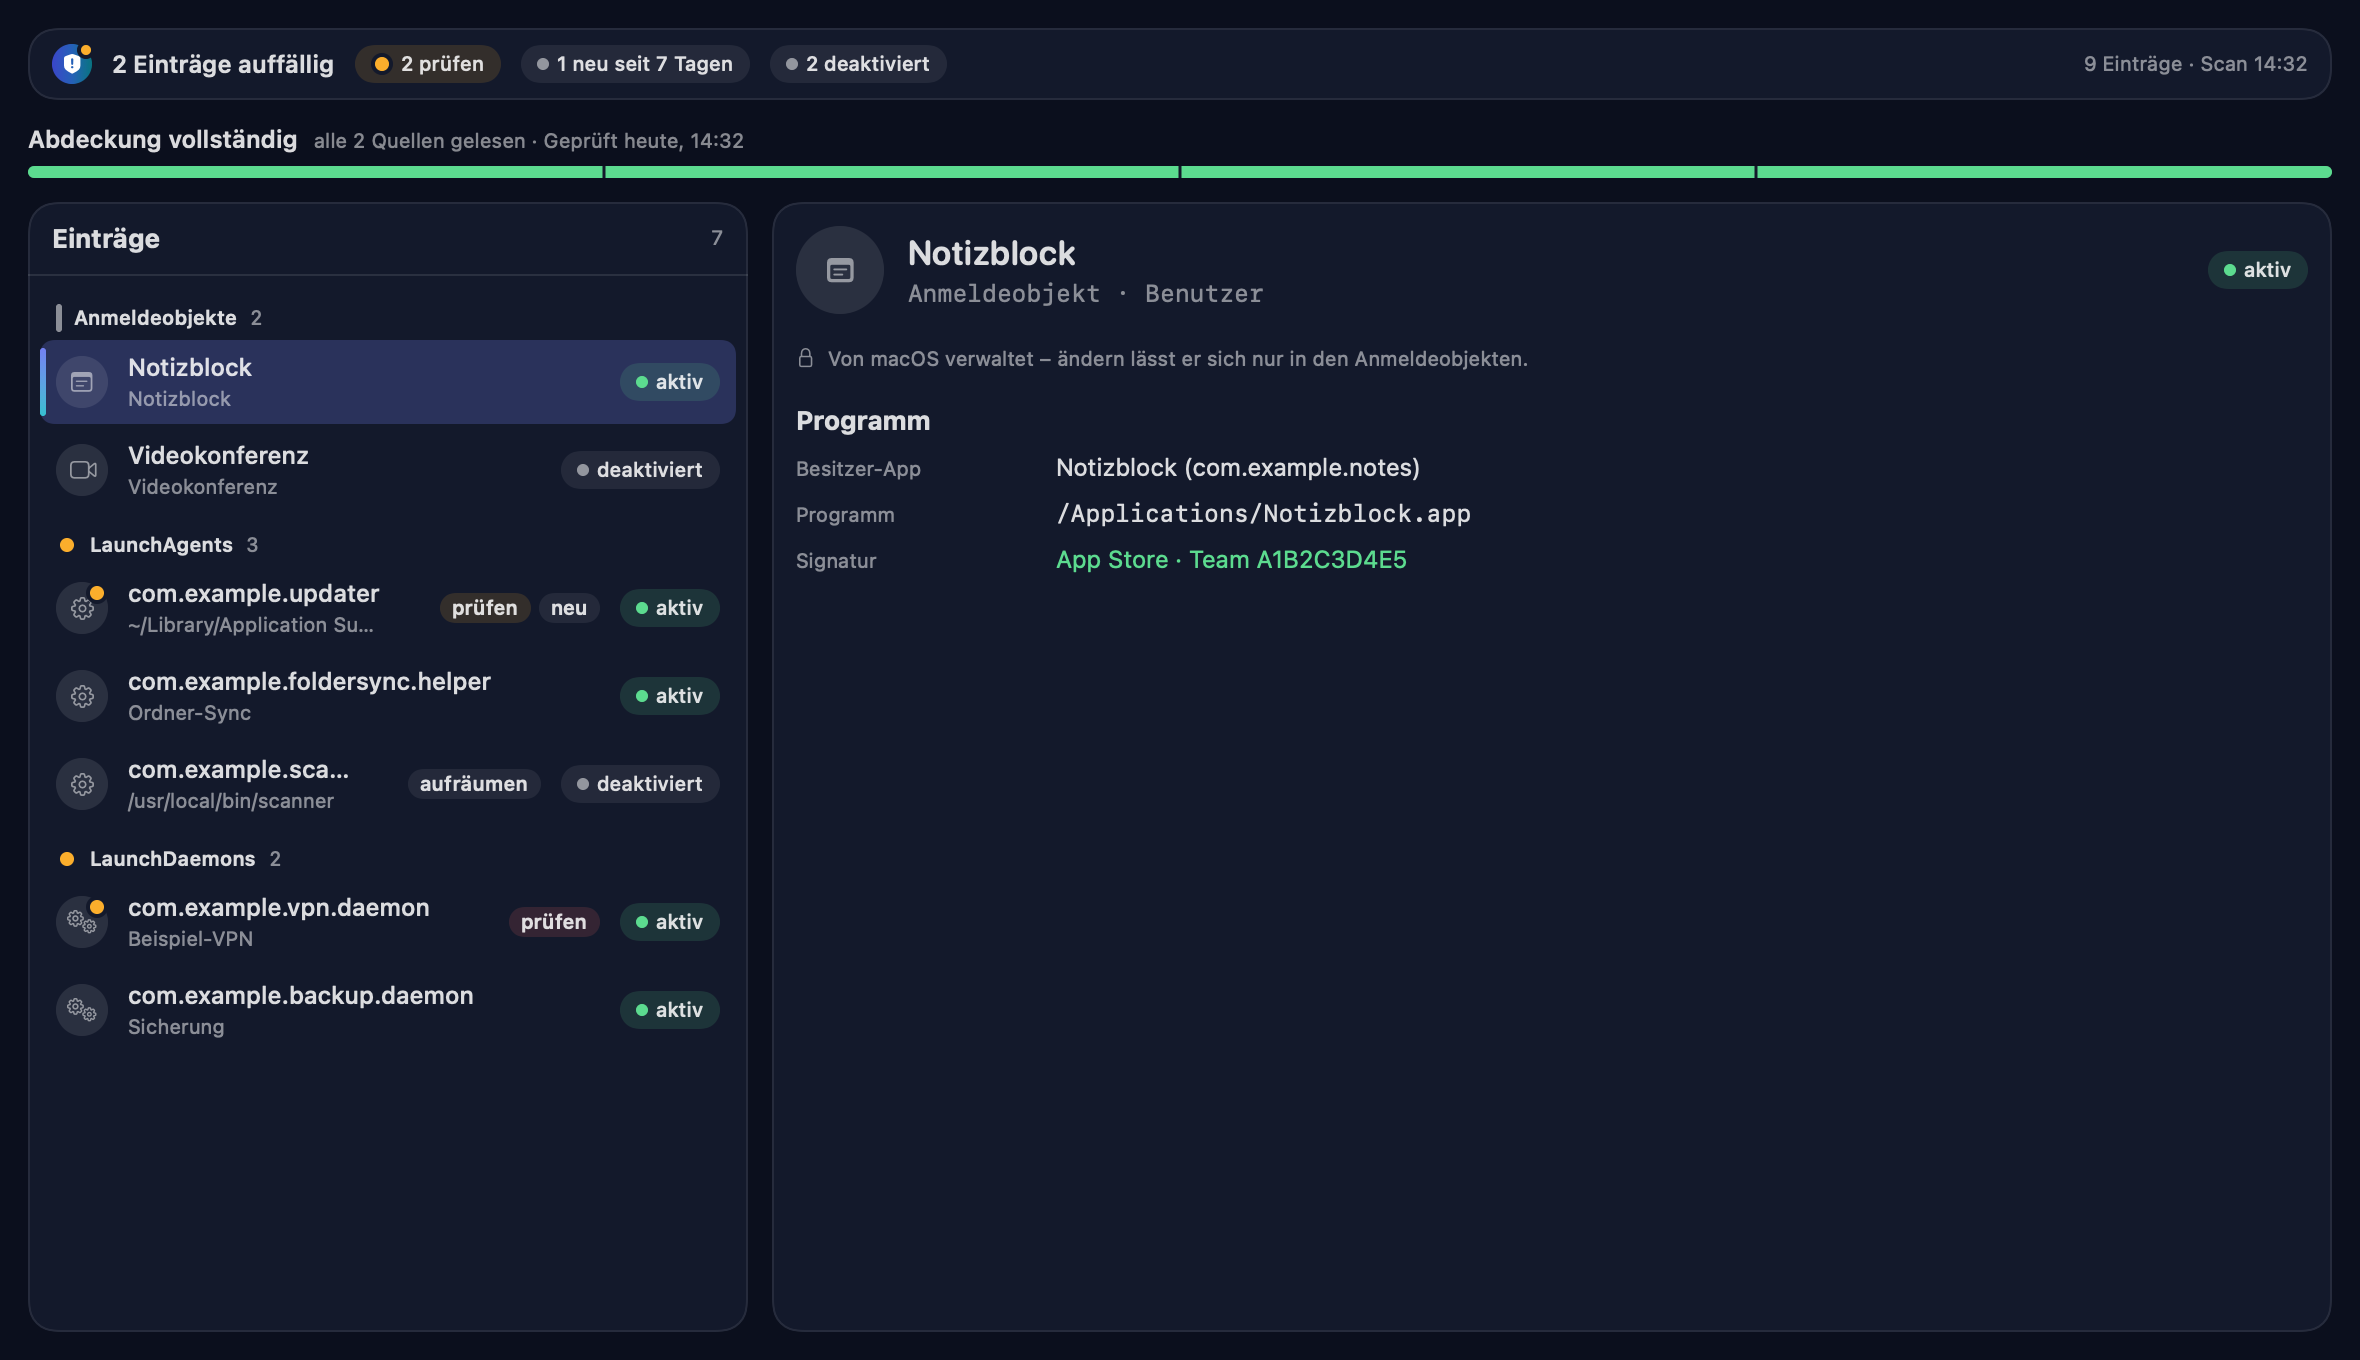 2 Einträge auffällig 2 prüfen 1 neu seit 7 Tagen 2 deaktiviert 9 Einträge · Scan 14:32
Abdeckung vollständig alle 2 Quellen gelesen · Geprüft heute, 14:32
Einträge 7
Anmeldeobjekte 2
Notizblock
Notizblock
aktiv
Videokonferenz
Videokonferenz
deaktiviert
LaunchAgents 3
com.example.updater
~/Library/Application Su...
prüfen neu aktiv
com.example.foldersync.helper
Ordner-Sync
aktiv
com.example.sca...
/usr/local/bin/scanner
aufräumen deaktiviert
LaunchDaemons 2
com.example.vpn.daemon
Beispiel-VPN
prüfen aktiv
com.example.backup.daemon
Sicherung
aktiv
Notizblock
Anmeldeobjekt · Benutzer
aktiv
Von macOS verwaltet – ändern lässt er sich nur in den Anmeldeobjekten.
Programm
Besitzer-App Notizblock (com.example.notes)
Programm /Applications/Notizblock.app
Signatur App Store · Team A1B2C3D4E5